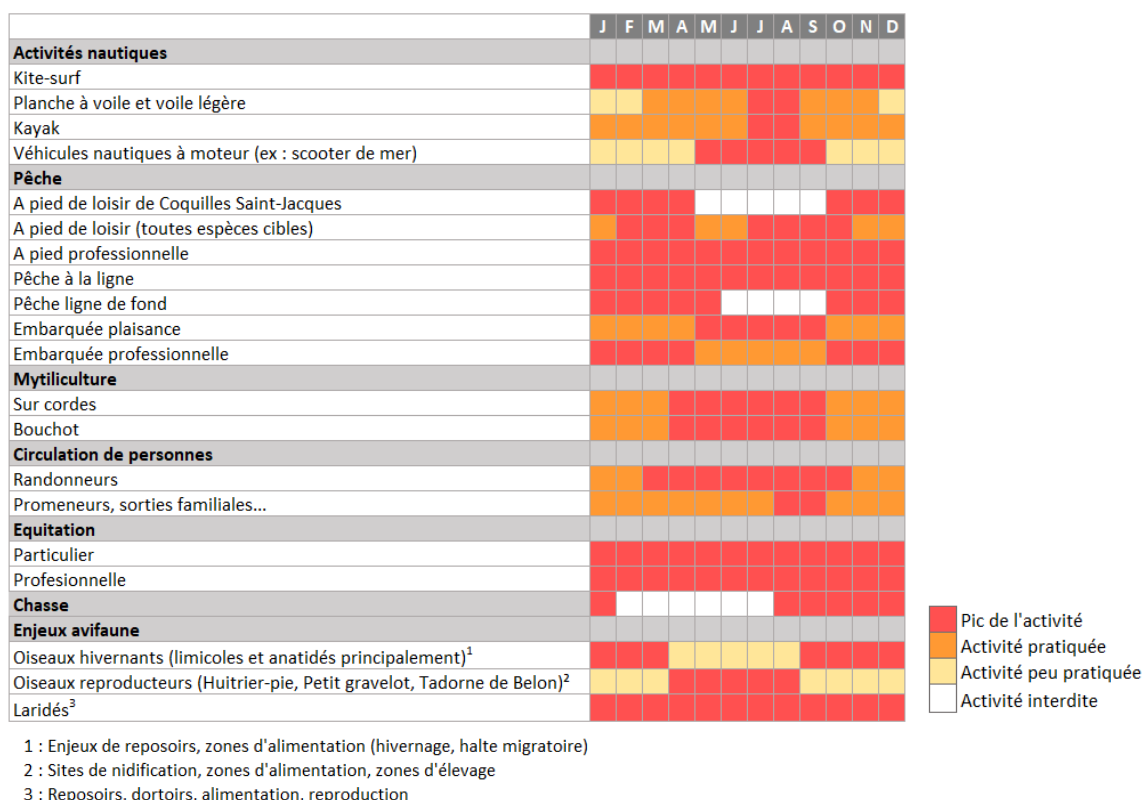 J F M A M J J A S O N D
Activités nautiques
Kite-surf
Planche à voile et voile légère
Kayak
Véhicules nautiques à moteur (ex : scooter de mer)
Pêche
A pied de loisir de Coquilles Saint-Jacques
A pied de loisir (toutes espèces cibles)
A pied professionnelle
Pêche à la ligne
Pêche ligne de fond
Embarquée plaisance
Embarquée professionnelle
Mytiliculture
Sur cordes
Bouchot
Circulation de personnes
Randonneurs
Promeneurs, sorties familiales...
Equitation
Particulier
Profesionnelle
Chasse
Enjeux avifaune
Oiseaux hivernants (limicoles et anatidés principalement)¹
Oiseaux reproducteurs (Huitrier-pie, Petit gravelot, Tadorne de Belon)²
Laridés³
Pic de l'activité
Activité pratiquée
Activité peu pratiquée
Activité interdite
1 : Enjeux de reposoirs, zones d'alimentation (hivernage, halte migratoire)
2 : Sites de nidification, zones d'alimentation, zones d'élevage
3 : Reposoirs, dortoirs, alimentation, reproduction